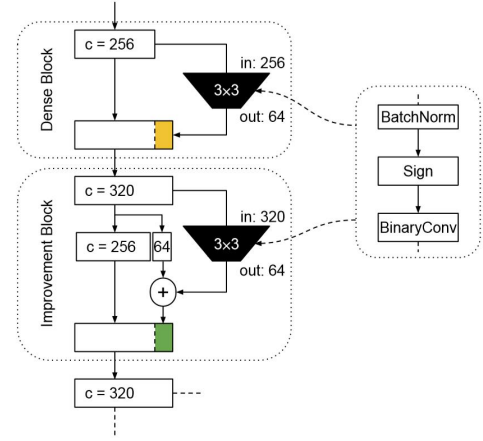 Dense Block
c = 256
in: 256
3×3
out: 64
Improvement Block
c = 320
in: 320
c = 256
64
3×3
out: 64
+
c = 320
BatchNorm
Sign
BinaryConv